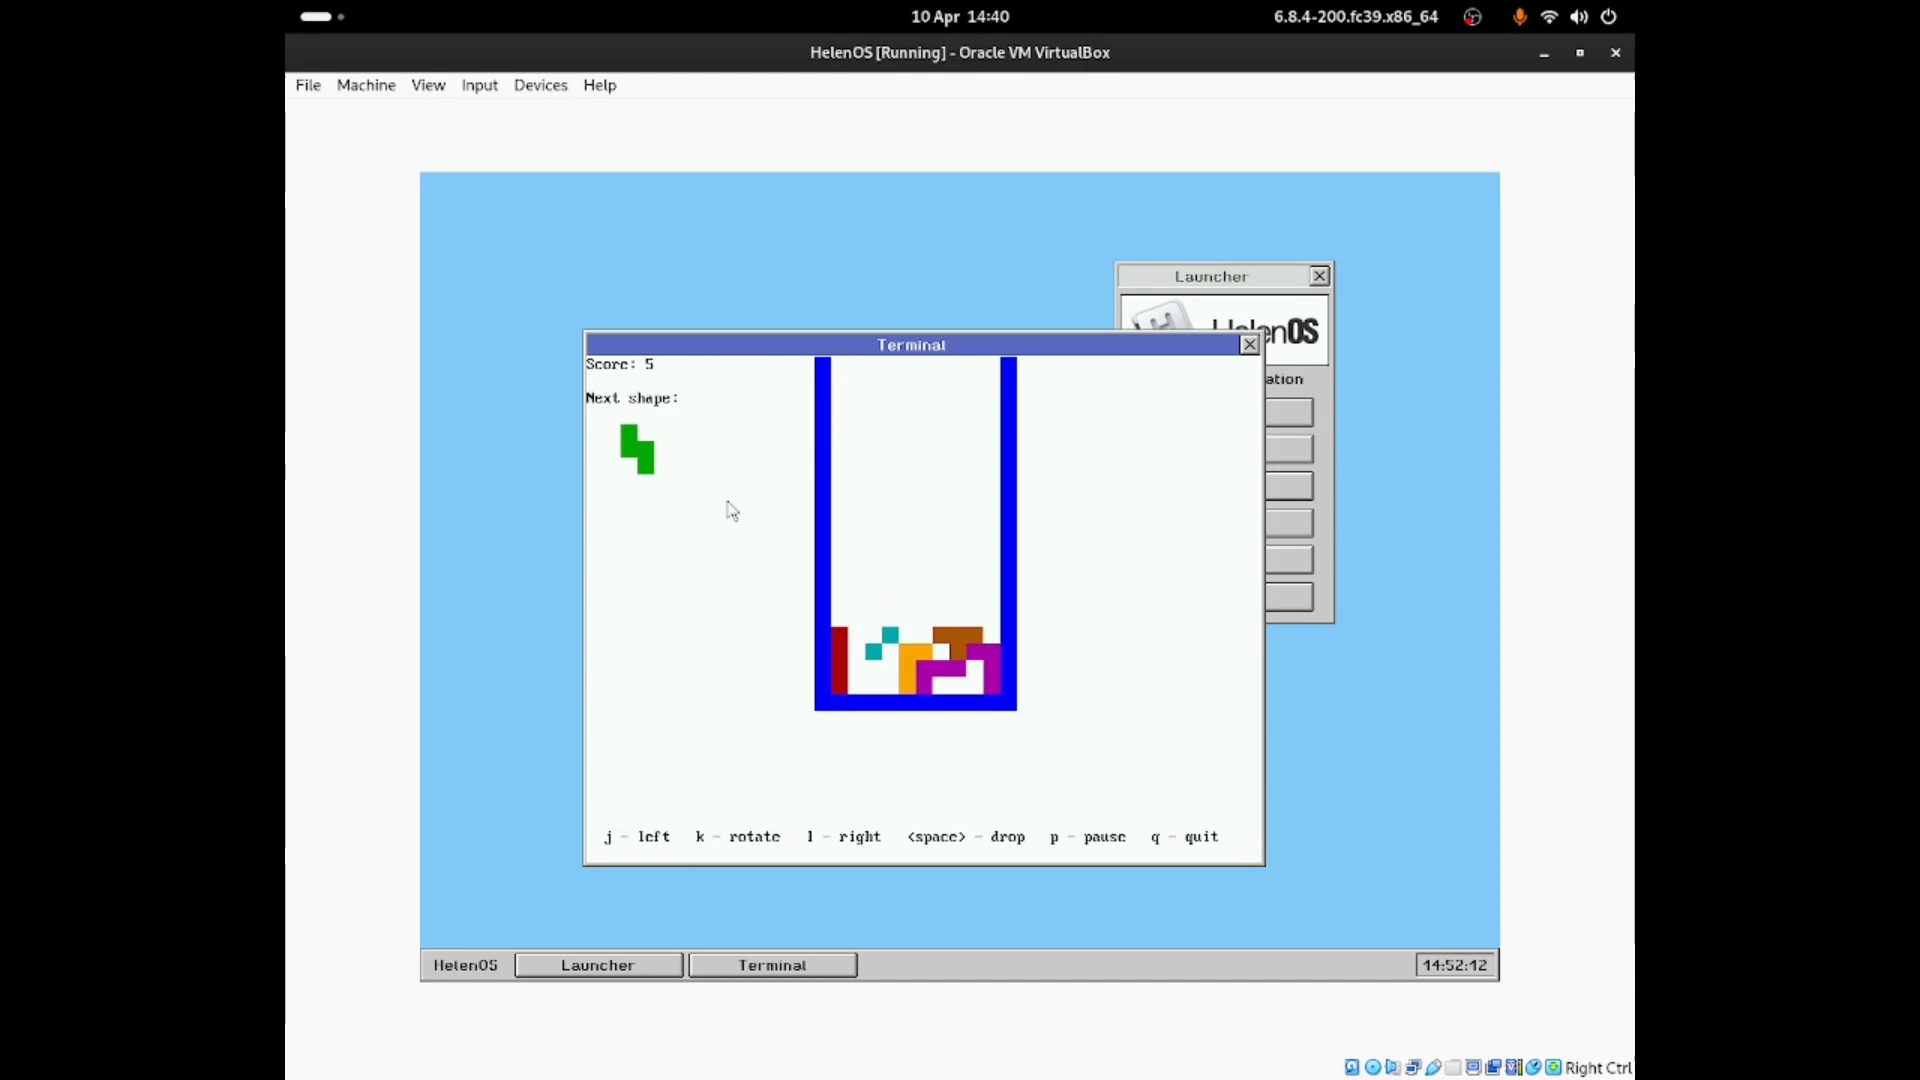 10 Apr 14:40
6.8.4-200.fc39.x86_64
HelenOS [Running] - Oracle VM VirtualBox
File Machine View Input Devices Help
Launcher
HelenOS
Terminal
Score: 5
ation
Next shape:
j - left k - rotate l - right <space> - drop p - pause q - quit
HelenOS Launcher Terminal 14:52:12
Right Ctrl